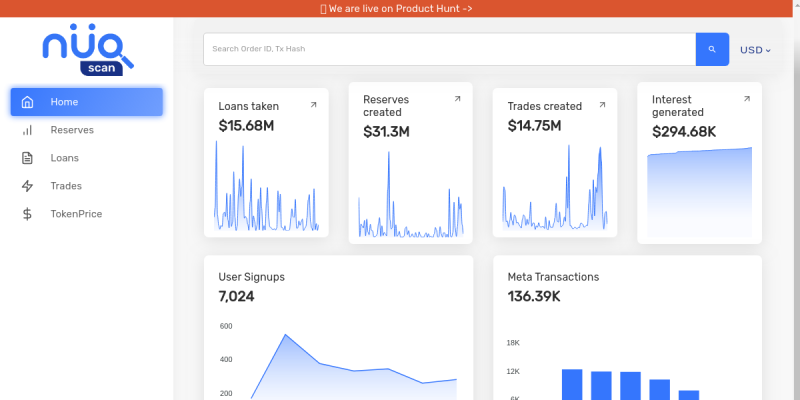 We are live on Product Hunt ->
nuo
scan
Search Order ID, Tx Hash
USD
Home
Reserves
Loans
Trades
TokenPrice
Loans taken
$15.68M
Reserves
created
$31.3M
Trades created
$14.75M
Interest
generated
$294.68K
User Signups
7,024
600
400
200
Meta Transactions
136.39K
18K
12K
6K